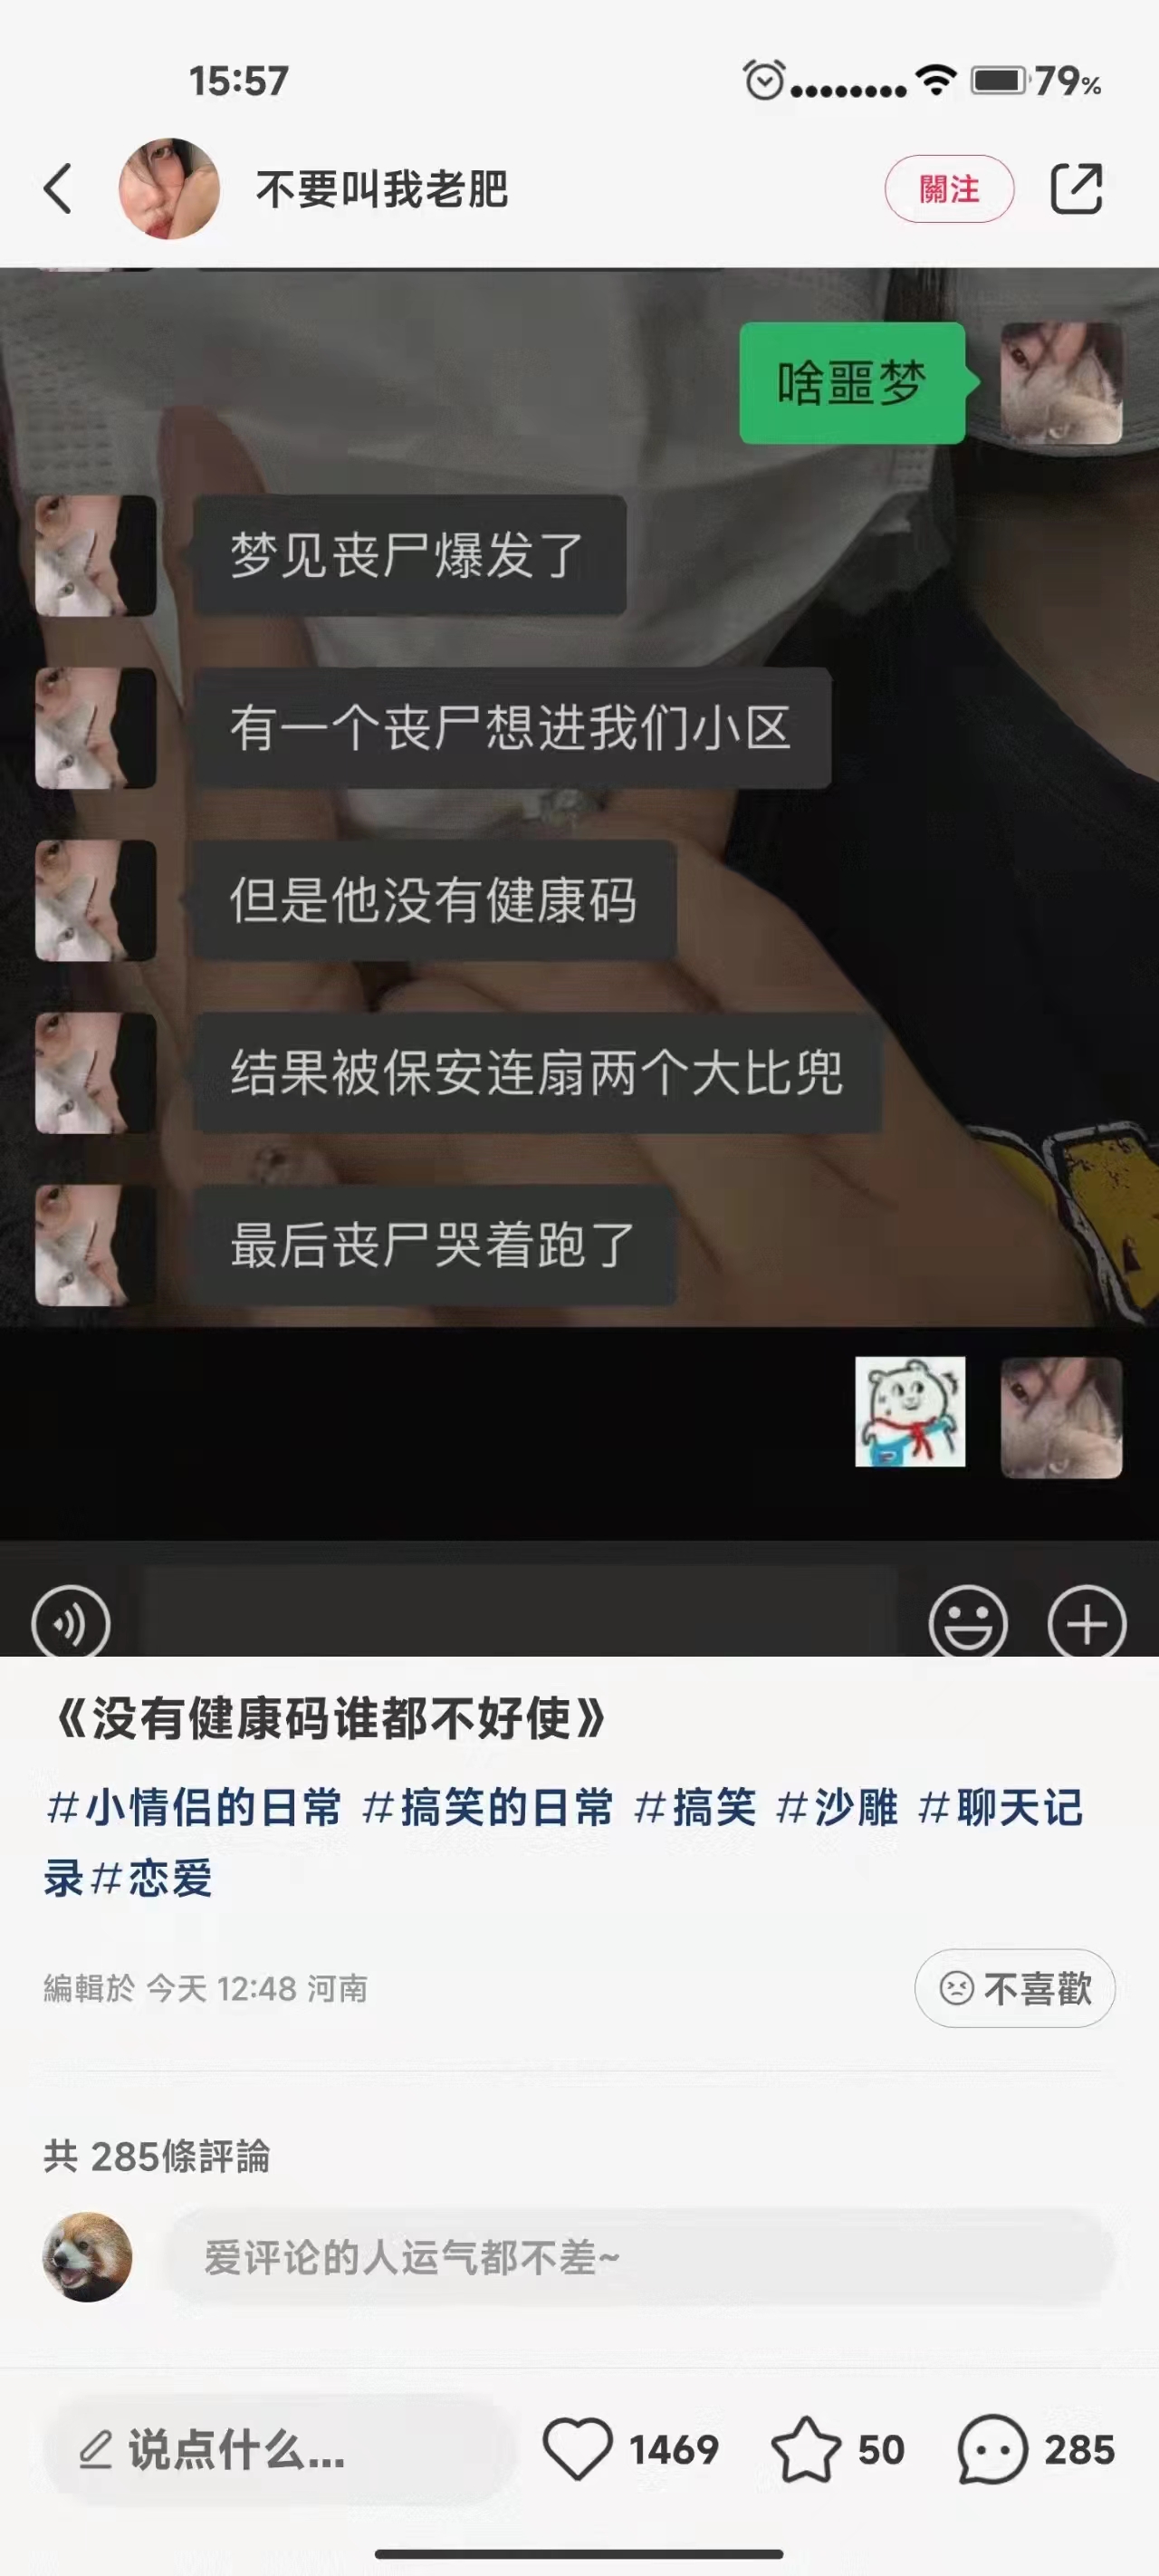 15:57
79%
不要叫我老肥
關注
啥噩梦
梦见丧尸爆发了
有一个丧尸想进我们小区
但是他没有健康码
结果被保安连扇两个大比兜
最后丧尸哭着跑了
《没有健康码谁都不好使》
#小情侣的日常 #搞笑的日常 #搞笑 #沙雕 #聊天记
录#恋爱
編輯於 今天 12:48 河南
不喜歡
共 285條評論
爱评论的人运气都不差~
说点什么...
1469
50
285